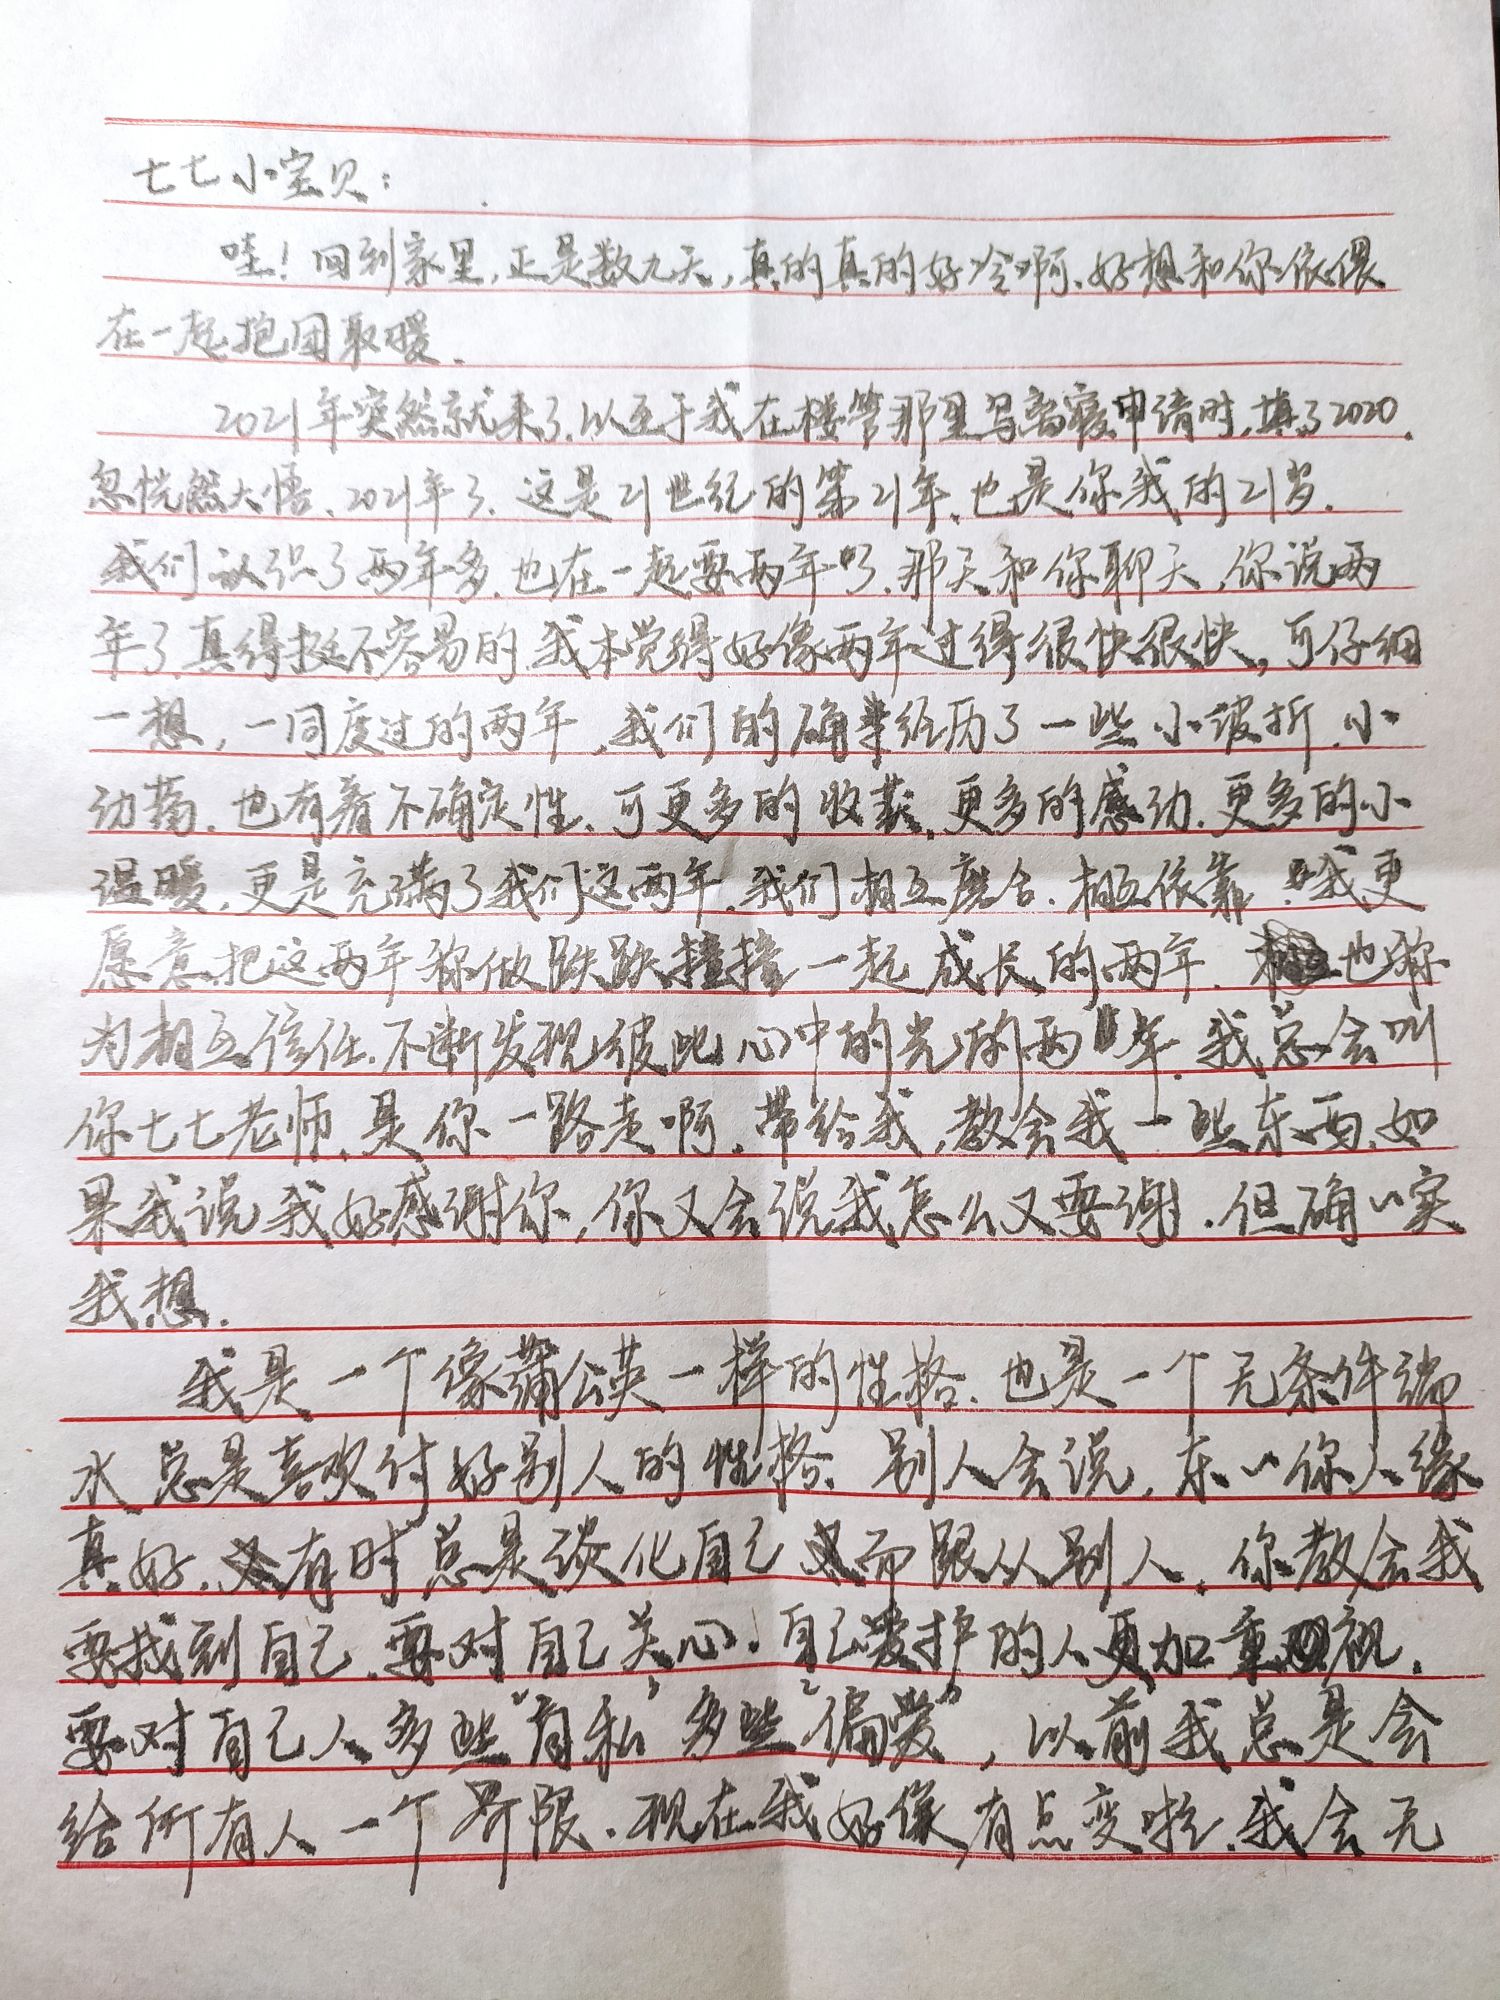 七七小宝贝：
哇！回到家里，正是数九天，真的真的好冷啊，好想和你依偎
在一起抱团取暖.
2021年突然就来了，以至于我在楼管那里写离寝申请时，填了2020.
忽恍然大悟、2021年了，这是21世纪的第21年，也是你我的21岁.
我们认识了两年多，也在一起要两年了，那天和你聊天，你说两
年了，真得挺不容易的，我本觉得好像两年过得很快很快，可仔细
一想，一同度过的两年，我们的确经历了一些小波折，小
动荡，也有着不确定性，可更多的收获，更多的感动，更多的小
温暖，更是充满了我们这两年，我们相互磨合，相互依靠，我更
愿意把这两年称做跌跌撞撞一起成长的两年，也称
为相互信任，不断发现彼此心中的光的两年，我总会叫
你七七老师，是你一路走啊，带给我，教会我一些东西，如
果我说我好感谢你，你又会说我怎么又要谢，但确实
我想.
我是一个像蒲公英一样的性格，也是一个无条件端
水总是喜欢付好别人的性格，别人会说，东你人缘
真好，有时总是淡化自己而跟从别人，你教会我
要找到自己，要对自己关心，自己爱护的人更加重视，
要对自己人多些“自私”多些“偏爱”，以前我总是会
给所有人一个界限，现在我好像有点变啦，我会无